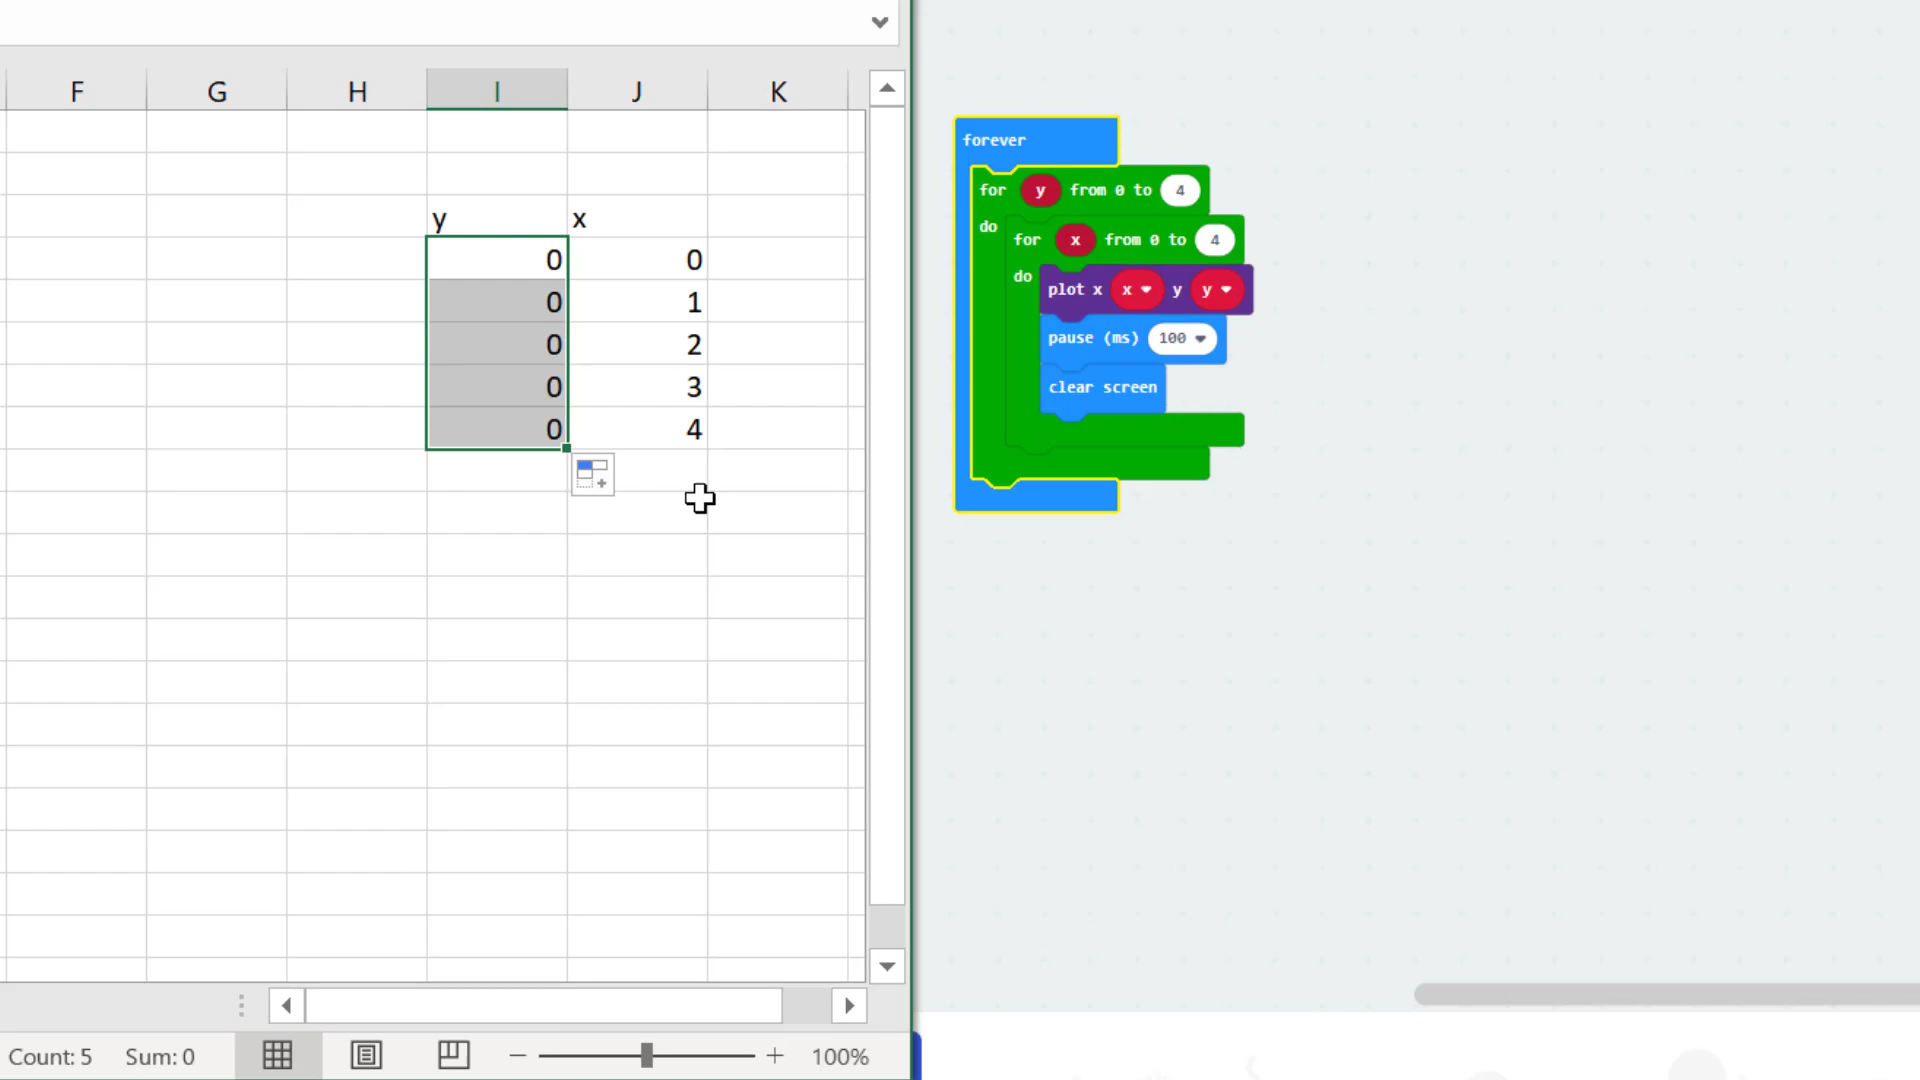 F G H I J K
y x
0 0
0 1
0 2
0 3
0 4
Count: 5 Sum: 0 100%
forever
for y from 0 to 4
do
for x from 0 to 4
do
plot x x y y
pause (ms) 100
clear screen